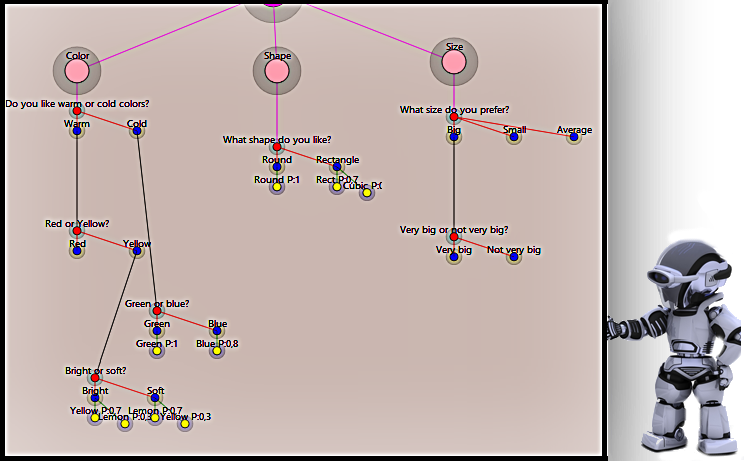 Color
Shape
Size
Do you like warm or cold colors?
Warm
Cold
What size do you prefer?
Big
Small
Average
What shape do you like?
Round
Rectangle
Round P:1
Rect P:0,7
Cubic P:(
Red or Yellow?
Red
Yellow
Very big or not very big?
Very big
Not very big
Green or blue?
Green
Blue
Green P:1
Blue P:0,8
Bright or soft?
Bright
Soft
Yellow P:0,7
Lemon P:0,3
Lemon P:0,7
Yellow P:0,3